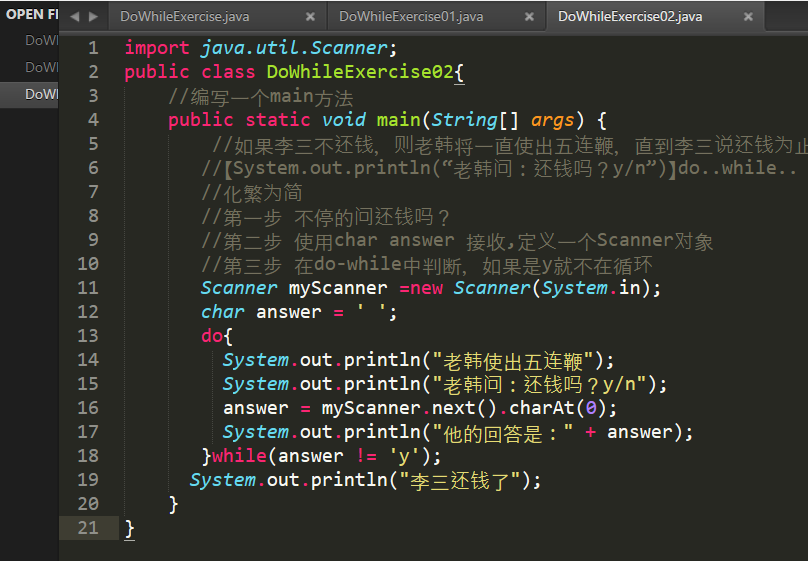 OPEN FI
DoWhileExercise.java
DoWhileExercise01.java
DoWhileExercise02.java
DoWl
DoWl
DoWl
1 import java.util.Scanner;
2 public class DoWhileExercise02{
3 //编写一个main方法
4 public static void main(String[] args) {
5 //如果李三不还钱，则老韩将一直使出五连鞭，直到李三说还钱为止
6 //【System.out.println(“老韩问：还钱吗？y/n”)】do..while..
7 //化繁为简
8 //第一步 不停的问还钱吗？
9 //第二步 使用char answer 接收,定义一个Scanner对象
10 //第三步 在do-while中判断，如果是y就不在循环
11 Scanner myScanner =new Scanner(System.in);
12 char answer = ' ';
13 do{
14 System.out.println("老韩使出五连鞭");
15 System.out.println("老韩问：还钱吗？y/n");
16 answer = myScanner.next().charAt(0);
17 System.out.println("他的回答是：" + answer);
18 }while(answer != 'y');
19 System.out.println("李三还钱了");
20 }
21 }